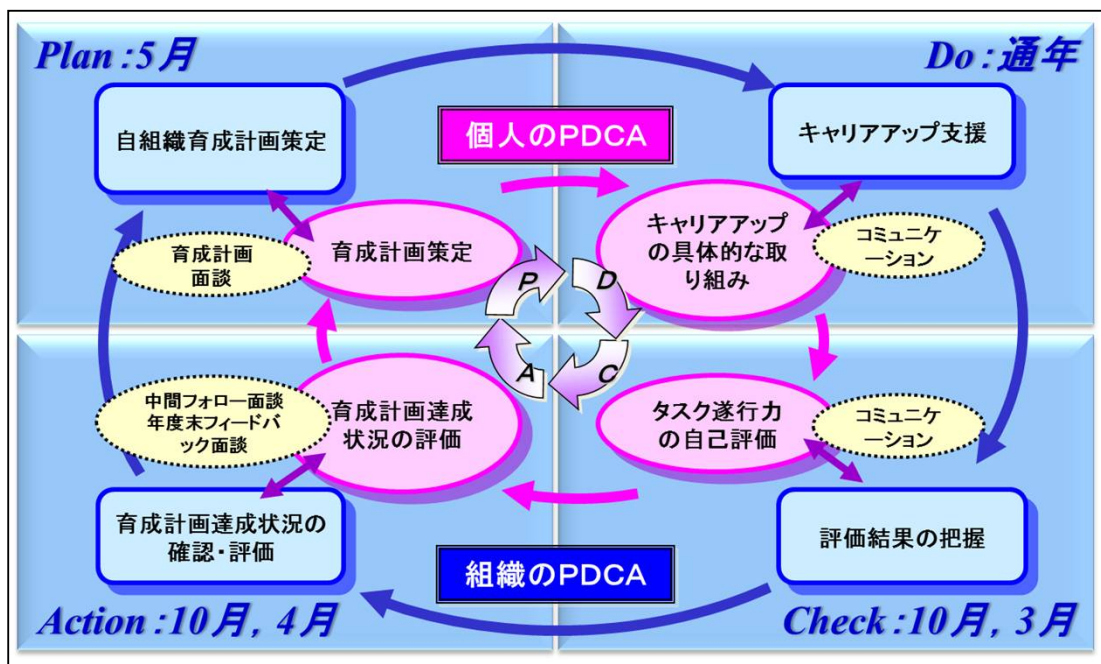 Plan:5月
Do:通年
自組織育成計画策定
個人のPDCA
キャリアアップ支援
育成計画
面談
育成計画策定
キャリアアップ
の具体的な取
り組み
コミュニケ
ーション
P
D
A
C
中間フォロー面談
年度末フィードバ
ック面談
育成計画達成
状況の評価
タスク遂行力
の自己評価
コミュニケ
ーション
育成計画達成状況の
確認・評価
組織のPDCA
評価結果の把握
Action:10月, 4月
Check:10月, 3月